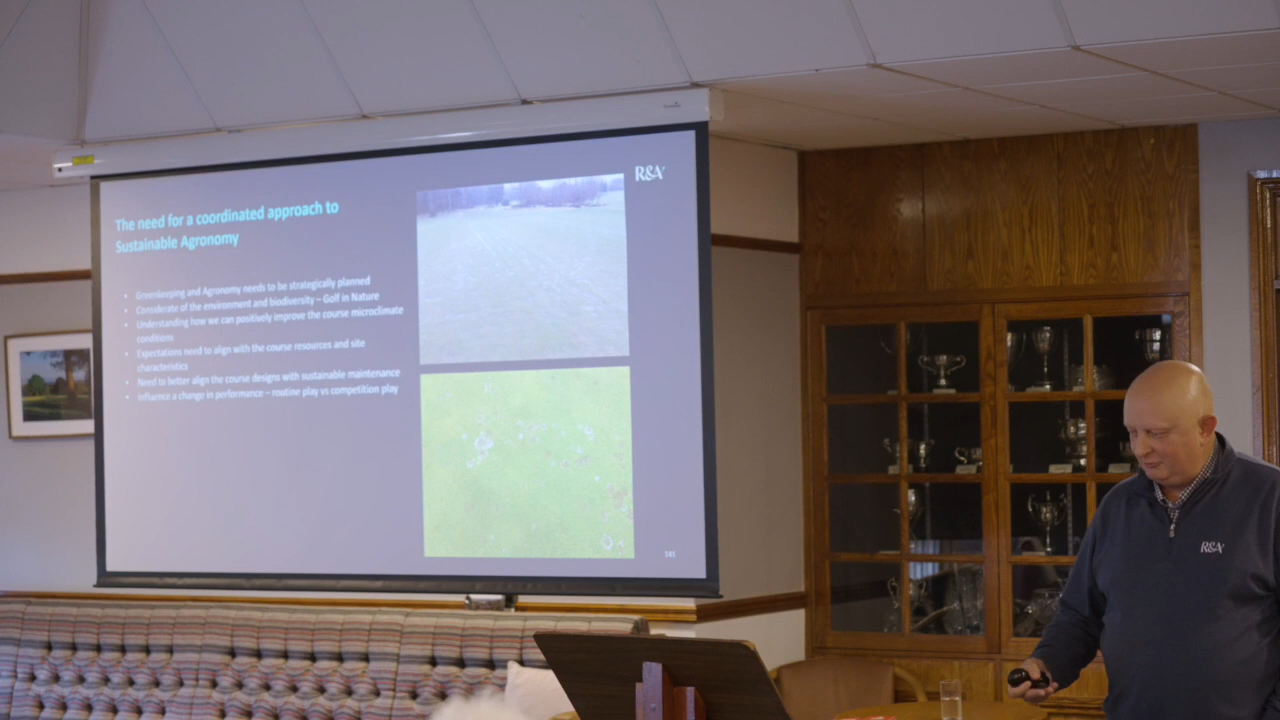 R&A
The need for a coordinated approach to
Sustainable Agronomy
• Greenkeeping and Agronomy needs to be strategically planned
• Considerate of the environment and biodiversity – Golf in Nature
• Understanding how we can positively improve the course microclimate
conditions
• Expectations need to align with the course resources and site
characteristics
• Need to better align the course designs with sustainable maintenance
• Influence a change in performance – routine play vs competition play
141
R&A